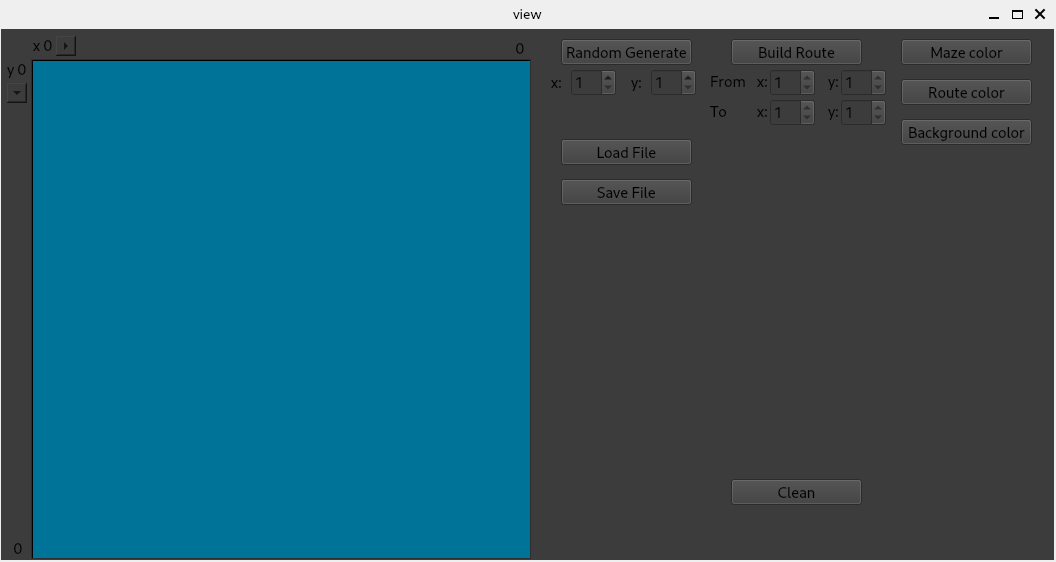 view
x 0
0
y 0
0
Random Generate
x: 1 y: 1
Load File
Save File
Build Route
From x: 1 y: 1
To x: 1 y: 1
Maze color
Route color
Background color
Clean